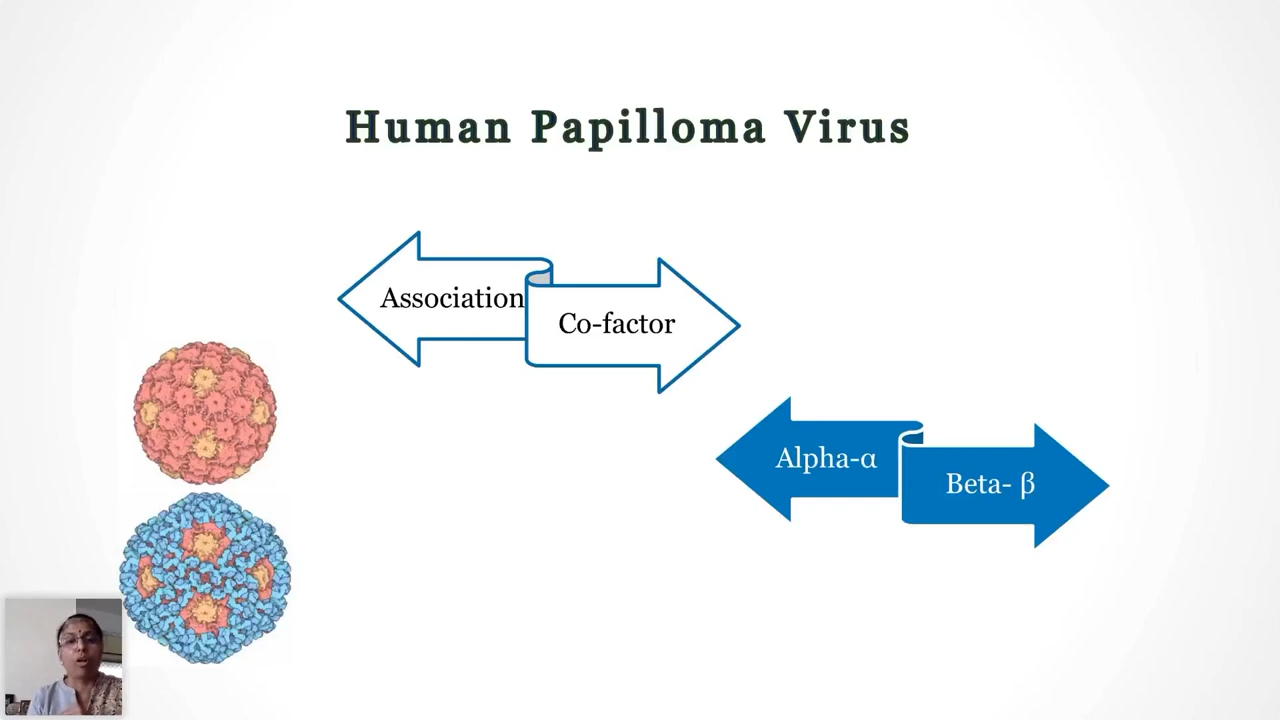 Human Papilloma Virus
Association
Co-factor
Alpha-α
Beta- β